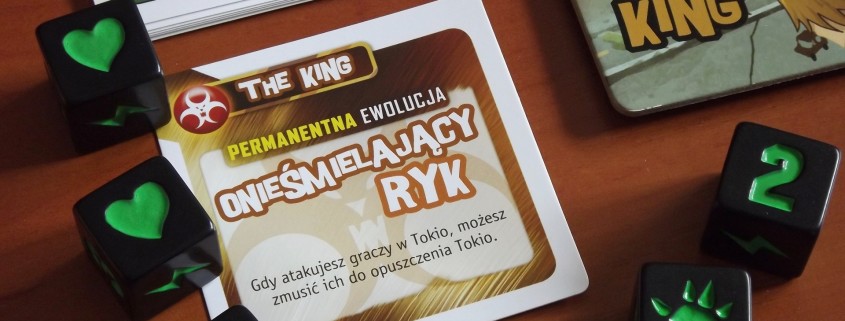 KING
THE KING
PERMANENTNA EWOLUCJA
ONIEŚMIELAJĄCY
RYK
Gdy atakujesz graczy w Tokio, możesz
zmusić ich do opuszczenia Tokio.
2